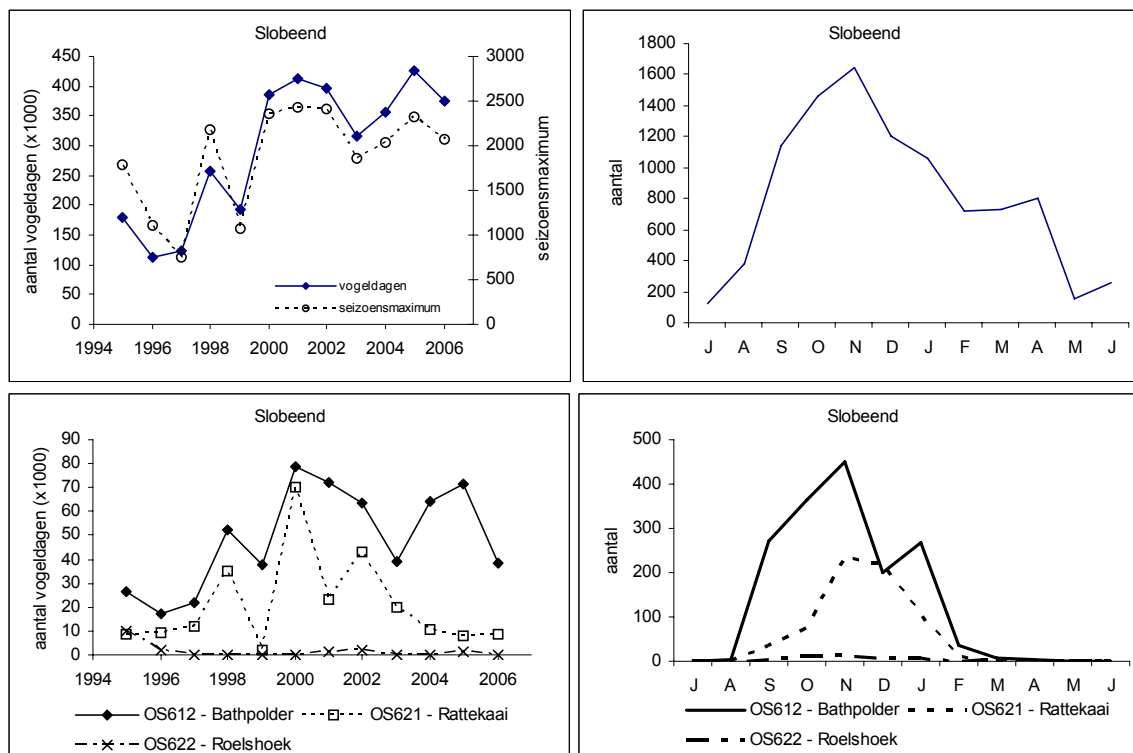 Slobeend
aantal vogeldagen (x1000)
450
400
350
300
250
200
150
100
50
0
3000
2500
2000
1500
1000
500
0
seizoensmaximum
vogeldagen
seizoensmaximum
1994 1996 1998 2000 2002 2004 2006
Slobeend
aantal
1800
1600
1400
1200
1000
800
600
400
200
0
J A S O N D J F M A M J
Slobeend
aantal vogeldagen (x1000)
90
80
70
60
50
40
30
20
10
0
1994 1996 1998 2000 2002 2004 2006
OS612 - Bathpolder OS621 - Rattekaai
OS622 - Roelshoek
Slobeend
aantal
500
400
300
200
100
0
J A S O N D J F M A M J
OS612 - Bathpolder OS621 - Rattekaai
OS622 - Roelshoek